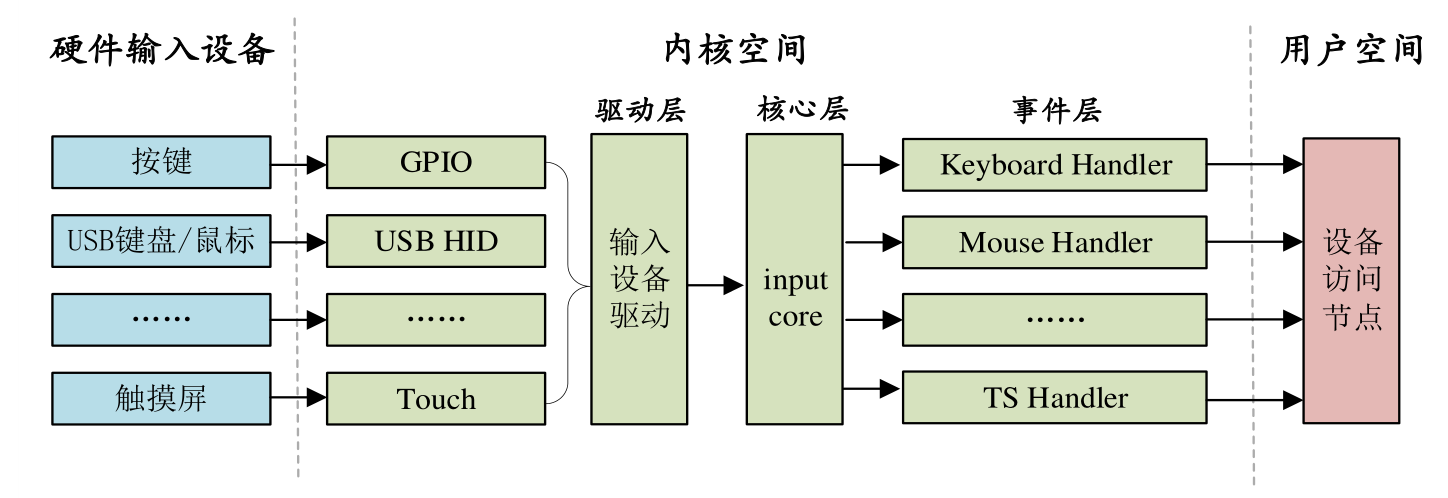 硬件输入设备
内核空间
用户空间
驱动层
核心层
事件层
按键
GPIO
Keyboard Handler
USB键盘/鼠标
USB HID
Mouse Handler
……
……
……
触摸屏
Touch
TS Handler
输入
设备
驱动
input
core
设备
访问
节点